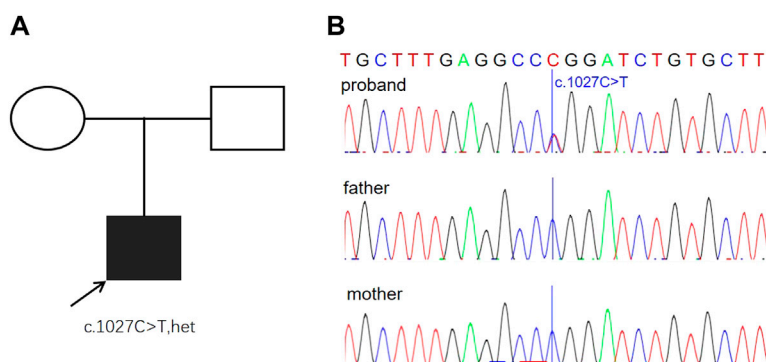 A
c.1027C>T,het
B
TGCTTTGAGGCCCGGATCTGTGCTT
proband
c.1027C>T
father
mother